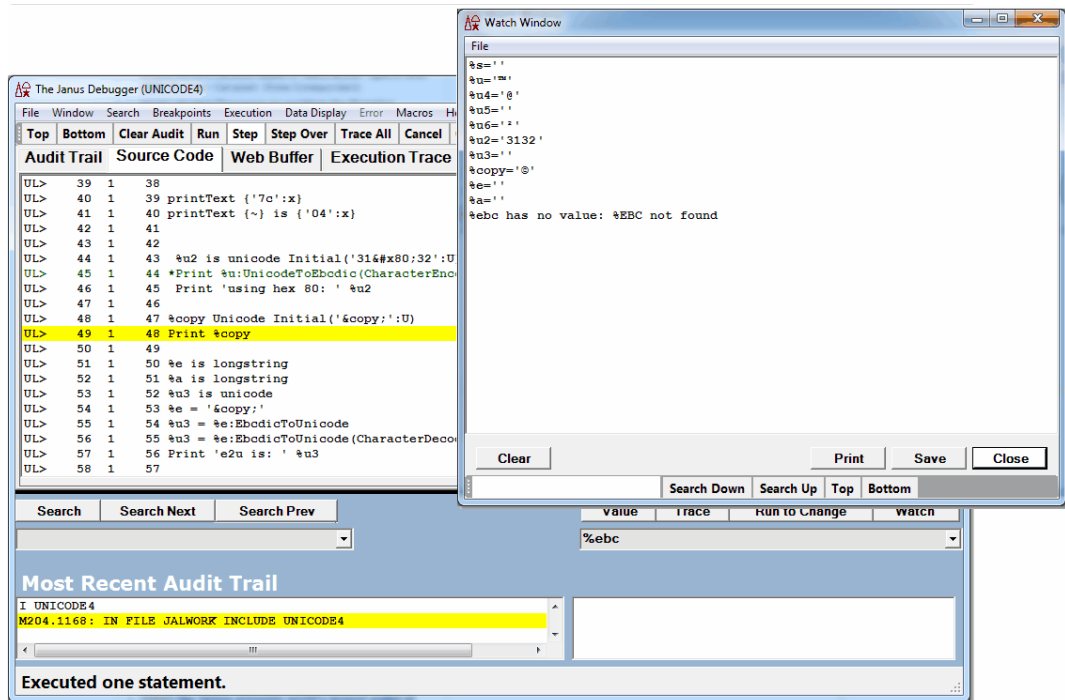 Watch Window
File
%s=''
%u='™'
%u4='@'
%u5=''
%u6='²'
%u2='3132'
%u3=''
%copy='©'
%e=''
%a=''
%ebc has no value: %EBC not found
Clear Print Save Close
Search Down Search Up Top Bottom
The Janus Debugger (UNICODE4)
File Window Search Breakpoints Execution Data Display Error Macros H
Top Bottom Clear Audit Run Step Step Over Trace All Cancel
Audit Trail Source Code Web Buffer Execution Trace
UL> 39 1 38
UL> 40 1 39 printText {'7c':x}
UL> 41 1 40 printText {~} is {'04':x}
UL> 42 1 41
UL> 43 1 42
UL> 44 1 43 %u2 is unicode Initial('31&#x80;32':U
UL> 45 1 44 *Print %u:UnicodeToEbcdic(CharacterEnc
UL> 46 1 45 Print 'using hex 80: ' %u2
UL> 47 1 46
UL> 48 1 47 %copy Unicode Initial('&copy;':U)
UL> 49 1 48 Print %copy
UL> 50 1 49
UL> 51 1 50 %e is longstring
UL> 52 1 51 %a is longstring
UL> 53 1 52 %u3 is unicode
UL> 54 1 53 %e = '&copy;'
UL> 55 1 54 %u3 = %e:EbcdicToUnicode
UL> 56 1 55 %u3 = %e:EbcdicToUnicode(CharacterDeco
UL> 57 1 56 Print 'e2u is: ' %u3
UL> 58 1 57
Search Search Next Search Prev Value Trace Run to Change Watch
%ebc
Most Recent Audit Trail
I UNICODE4
M204.1168: IN FILE JALWORK INCLUDE UNICODE4
Executed one statement.